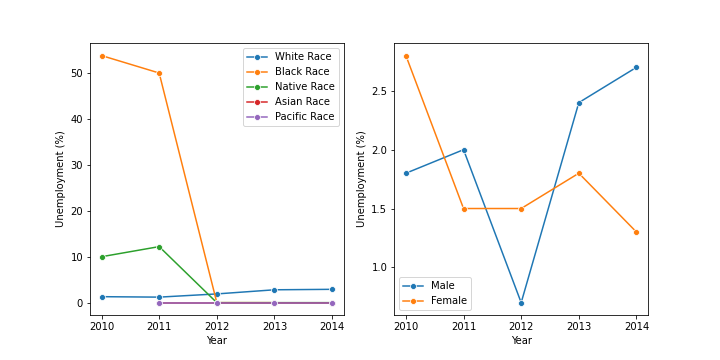 Unemployment (%)
50
40
30
20
10
0
2010 2011 2012 2013 2014
Year
White Race
Black Race
Native Race
Asian Race
Pacific Race
Unemployment (%)
2.5
2.0
1.5
1.0
2010 2011 2012 2013 2014
Year
Male
Female